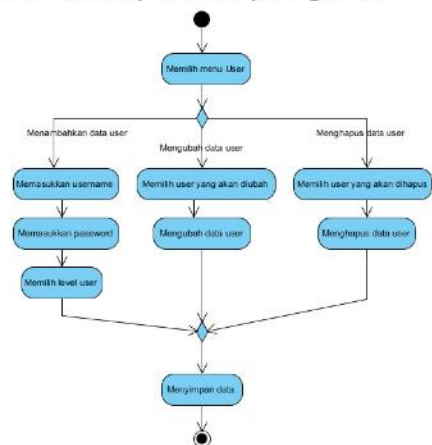 Memilih menu User
Menambahkan data user
Mengubah data user
Menghapus data user
Memasukkan username
Memilih user yang akan diubah
Memilih user yang akan dihapus
Memasukkan password
Mengubah data user
Menghapus data user
Memilih level user
Menyimpan data